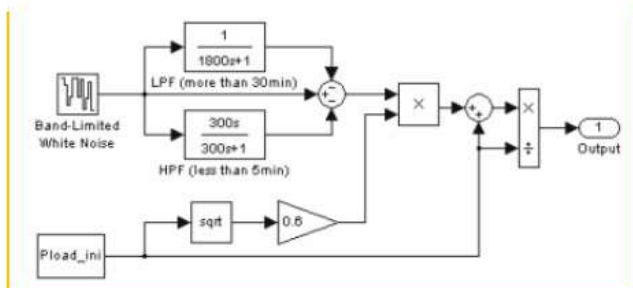 1
1800s+1
LPF (more than 30min)
Band-Limited
White Noise
300s
300s+1
HPF (less than 5min)
×
×
÷
1
Output
sqrt
0.6
Pload_ini